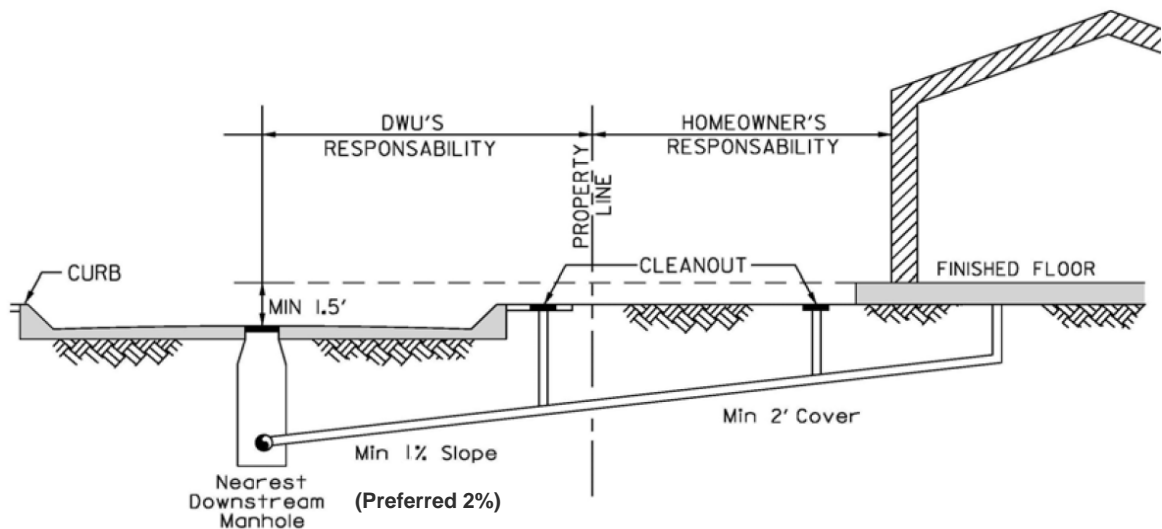 DWU'S
RESPONSABILITY
HOMEOWNER'S
RESPONSABILITY
PROPERTY
LINE
CURB
CLEANOUT
FINISHED FLOOR
MIN 1.5'
Min 2' Cover
Min 1% Slope
(Preferred 2%)
Nearest
Downstream
Manhole